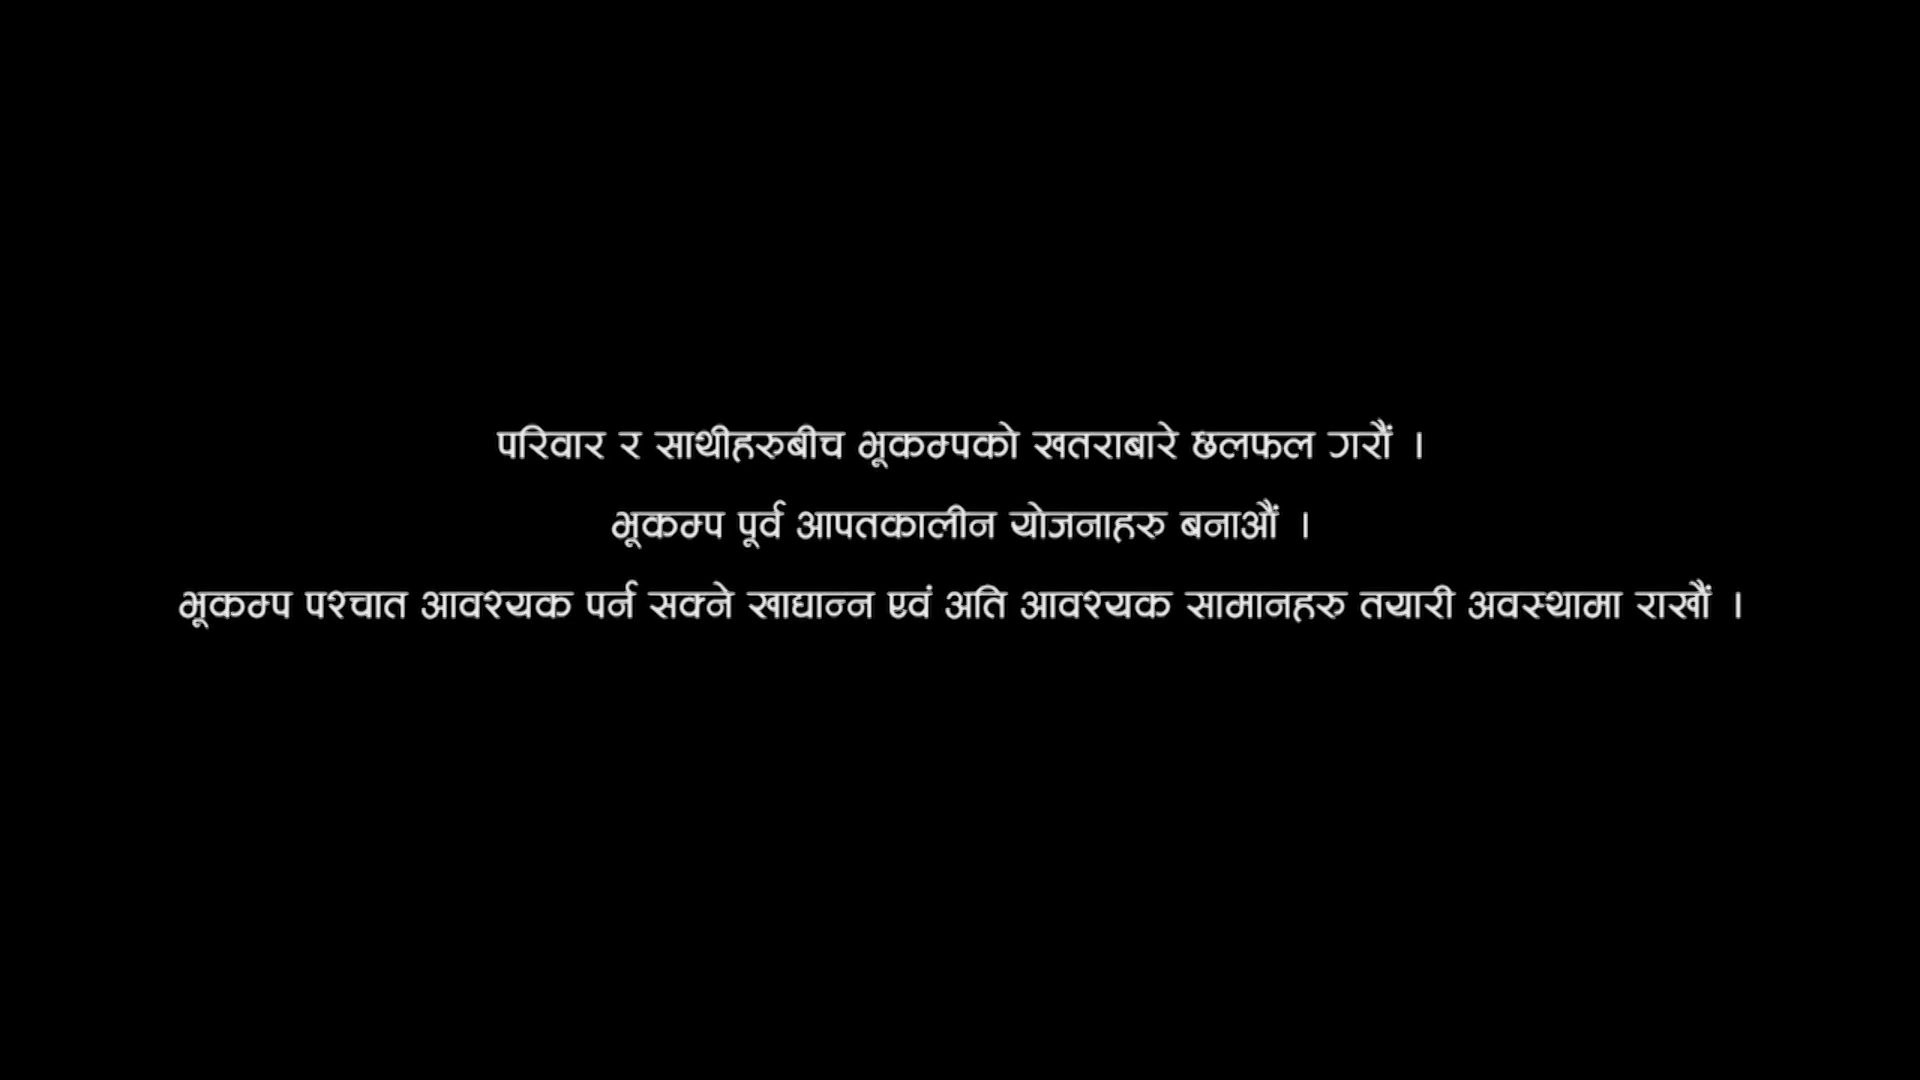 परिवार र साथीहरुबीच भूकम्पको खतराबारे छलफल गरौं ।
भूकम्प पूर्व आपतकालीन योजनाहरु बनाऔं ।
भूकम्प पश्चात आवश्यक पर्न सक्ने खाद्यान्न एवं अति आवश्यक सामानहरु तयारी अवस्थामा राखौं ।